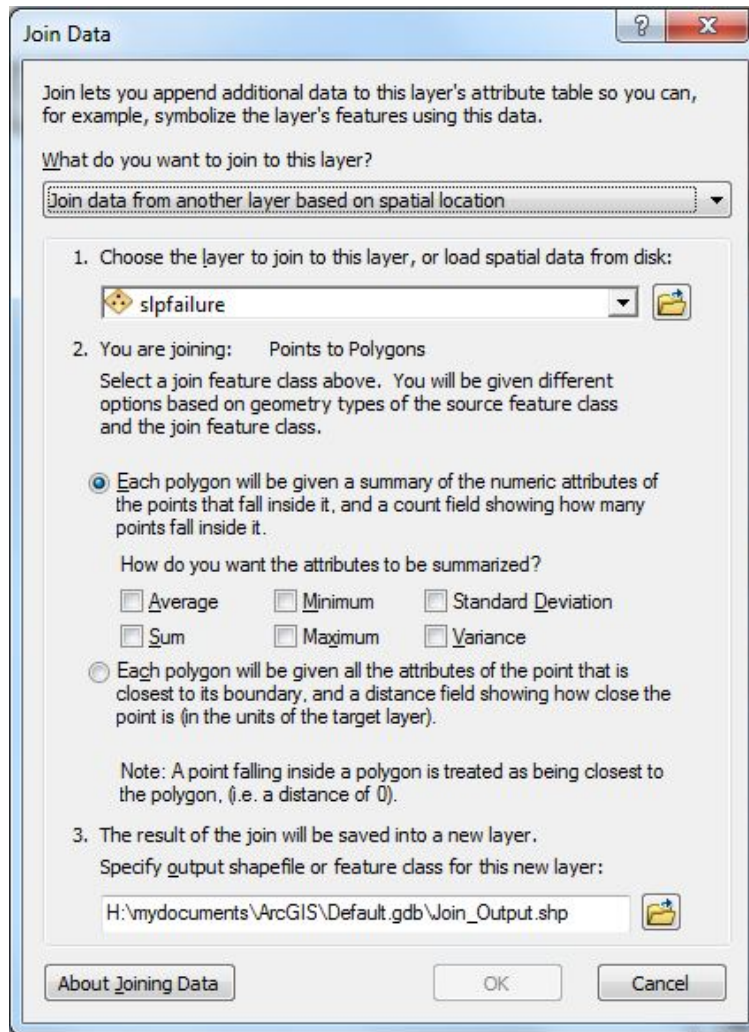 Join Data
Join lets you append additional data to this layer's attribute table so you can,
for example, symbolize the layer's features using this data.
What do you want to join to this layer?
Join data from another layer based on spatial location
1. Choose the layer to join to this layer, or load spatial data from disk:
slpfailure
2. You are joining: Points to Polygons
Select a join feature class above. You will be given different
options based on geometry types of the source feature class
and the join feature class.
Each polygon will be given a summary of the numeric attributes of
the points that fall inside it, and a count field showing how many
points fall inside it.
How do you want the attributes to be summarized?
Average Minimum Standard Deviation
Sum Maximum Variance
Each polygon will be given all the attributes of the point that is
closest to its boundary, and a distance field showing how close the
point is (in the units of the target layer).
Note: A point falling inside a polygon is treated as being closest to
the polygon, (i.e. a distance of 0).
3. The result of the join will be saved into a new layer.
Specify output shapefile or feature class for this new layer:
H:\mydocuments\ArcGIS\Default.gdb\Join_Output.shp
About Joining Data OK Cancel